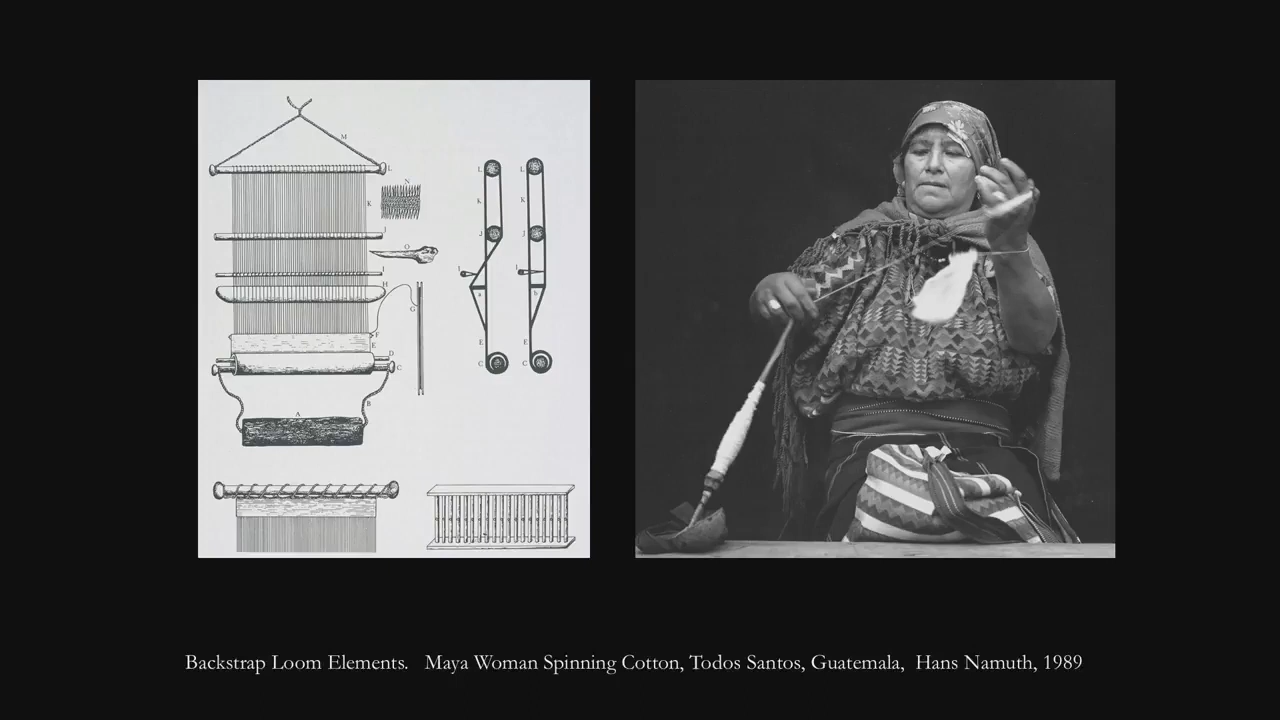 M
L
N
K
J
O
I
H
G
F
E
D
C
B
A
L
L
K
K
J
J
I
I
a
b
E
E
C
C
Backstrap Loom Elements. Maya Woman Spinning Cotton, Todos Santos, Guatemala, Hans Namuth, 1989